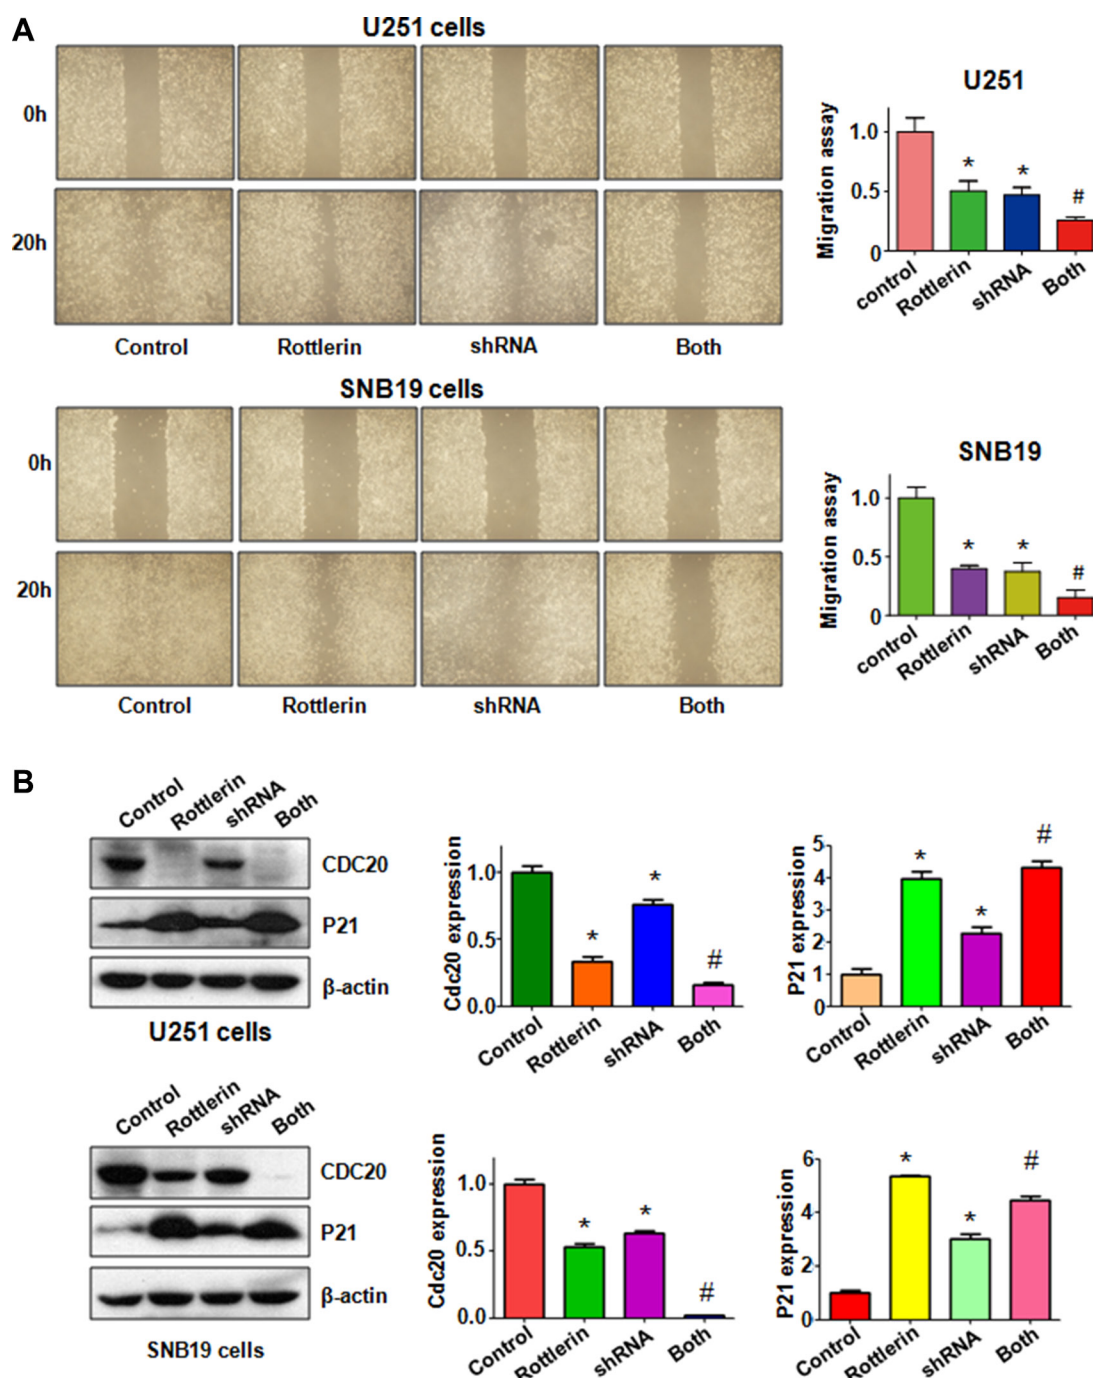 A
U251 cells
0h
20h
Control Rottlerin shRNA Both
U251
Migration assay
1.0
0.5
0
* * #
control Rottlerin shRNA Both
SNB19 cells
0h
20h
Control Rottlerin shRNA Both
SNB19
Migration assay
1.0
0.5
0
* * #
control Rottlerin shRNA Both
B
Control Rottlerin shRNA Both
CDC20
P21
β-actin
U251 cells
Cdc20 expression
1.0
0.5
0.0
* * #
Control Rottlerin shRNA Both
P21 expression
5
4
3
2
1
0
* * #
Control Rottlerin shRNA Both
Control Rottlerin shRNA Both
CDC20
P21
β-actin
SNB19 cells
Cdc20 expression
1.0
0.5
0.0
* * #
Control Rottlerin shRNA Both
P21 expression
6
4
2
0
* * #
Control Rottlerin shRNA Both